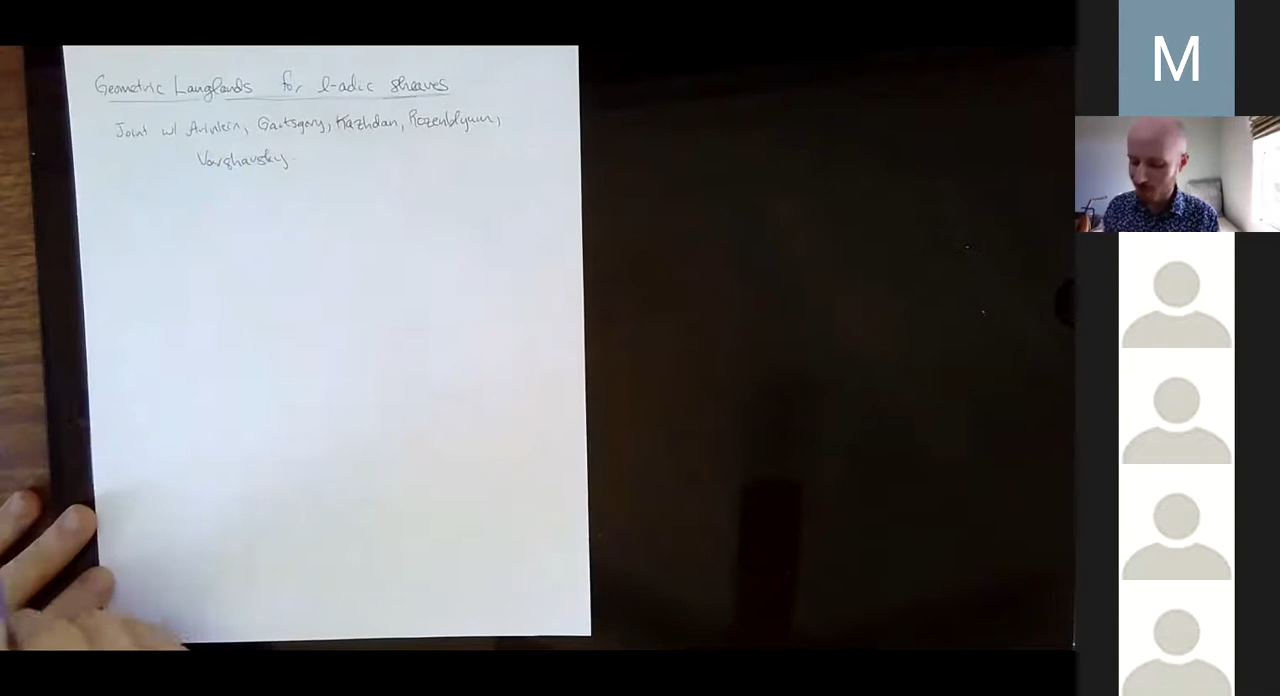 Geometric Langlands for l-adic sheaves
Joint w/ Arinkin, Gaitsgory, Kazhdan, Rozenblyum,
Varshavsky.
M